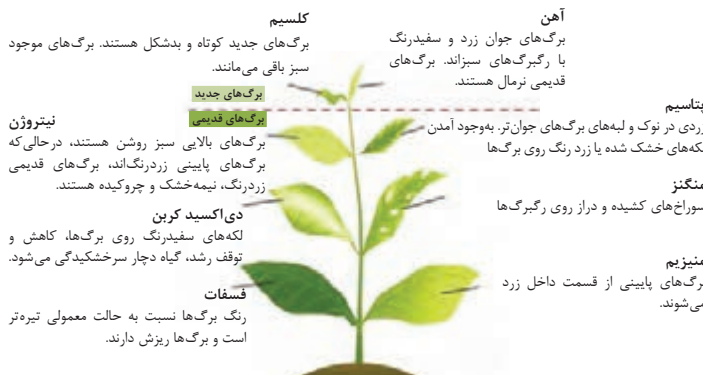 آهن
برگ‌های جوان زرد و سفیدرنگ
با رگبرگ‌های سبزاند. برگ‌های
قدیمی نرمال هستند.
پتاسیم
زردی در نوک و لبه‌های برگ‌های جوان‌تر. به‌وجود آمدن
لکه‌های خشک شده یا زرد رنگ روی برگ‌ها
منگنز
سوراخ‌های کشیده و دراز روی رگبرگ‌ها
منیزیم
برگ‌های پایینی از قسمت داخل زرد
می‌شوند.
کلسیم
برگ‌های جدید کوتاه و بدشکل هستند. برگ‌های موجود
سبز باقی می‌مانند.
برگ‌های جدید
برگ‌های قدیمی
نیتروژن
برگ‌های بالایی سبز روشن هستند، درحالی‌که
برگ‌های پایینی زردرنگ‌اند، برگ‌های قدیمی
زردرنگ، نیمه‌خشک و چروکیده هستند.
دی‌اکسید کربن
لکه‌های سفیدرنگ روی برگ‌ها، کاهش و
توقف رشد، گیاه دچار سرخشکیدگی می‌شود.
فسفات
رنگ برگ‌ها نسبت به حالت معمولی تیره‌تر
است و برگ‌ها ریزش دارند.